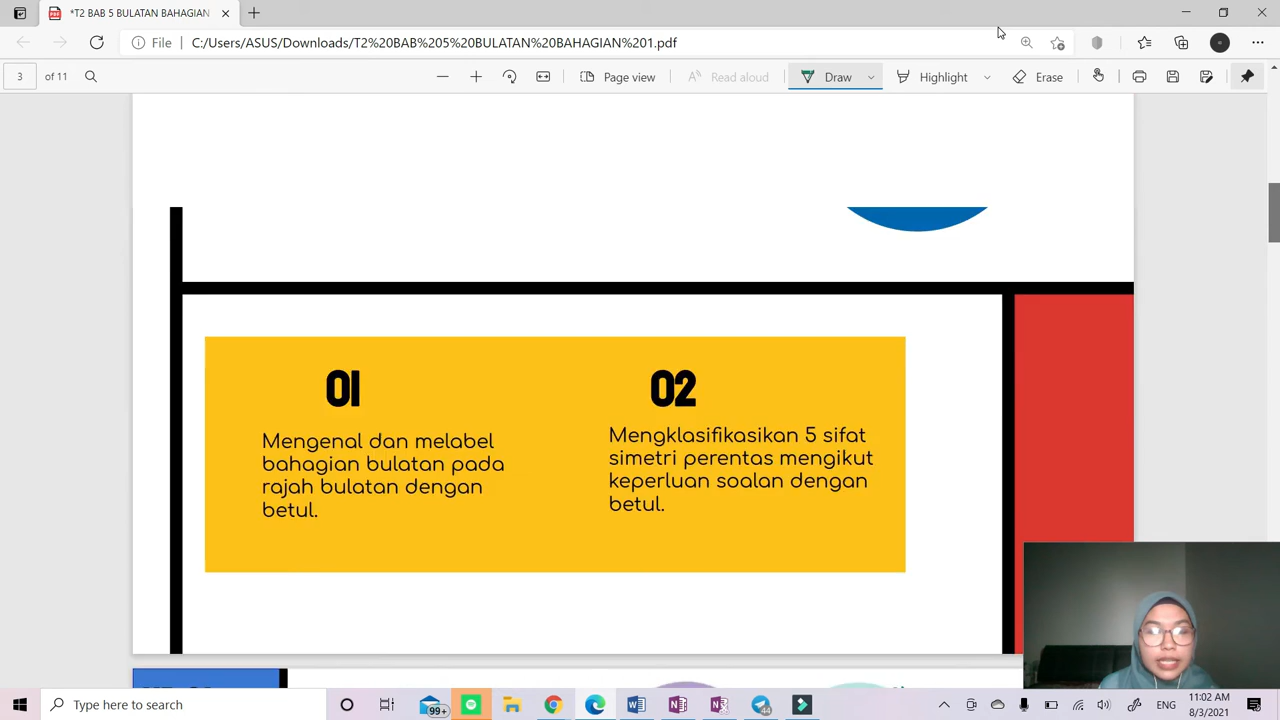 *T2 BAB 5 BULATAN BAHAGIAN
File
C:/Users/ASUS/Downloads/T2%20BAB%205%20BULATAN%20BAHAGIAN%201.pdf
3 of 11
Page view
Read aloud
Draw
Highlight
Erase
01
Mengenal dan melabel
bahagian bulatan pada
rajah bulatan dengan
betul.
02
Mengklasifikasikan 5 sifat
simetri perentas mengikut
keperluan soalan dengan
betul.
Type here to search
99+
44
11:02 AM
8/3/2021